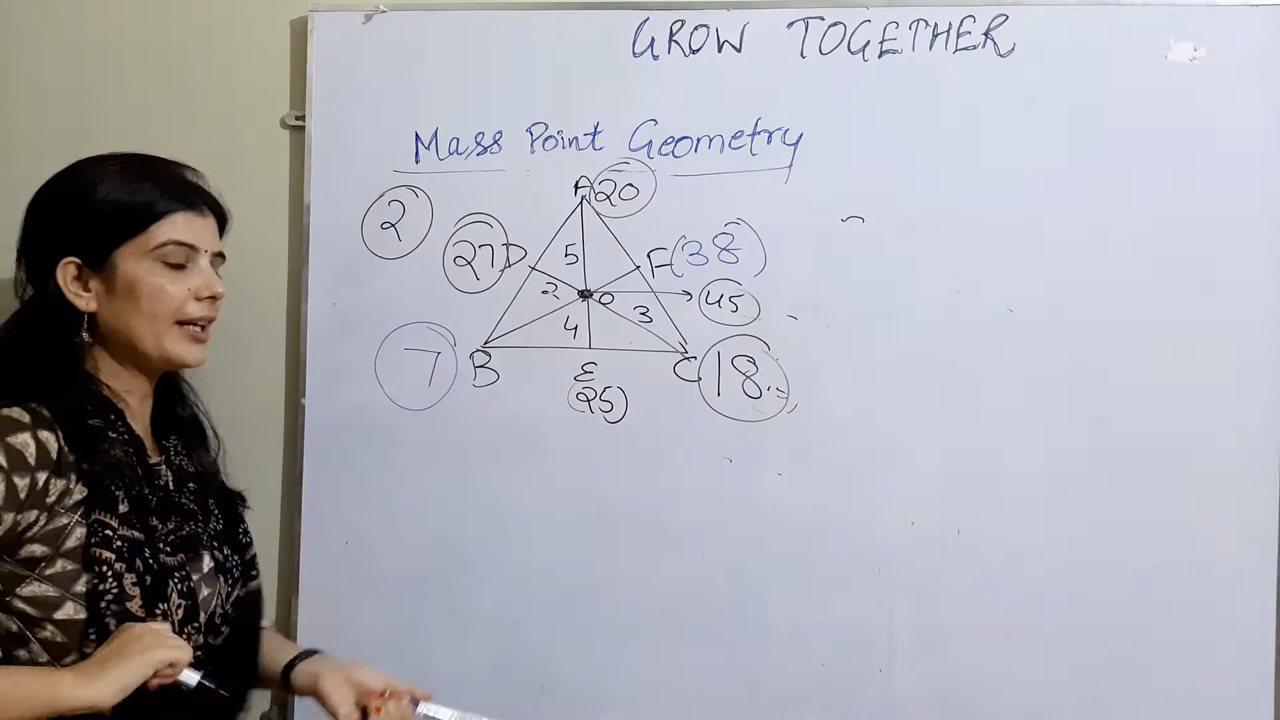 GROW TOGETHER
Mass Point Geometry
A 20
2
27 D
5
F (38)
2
O
45
4
3
7 B
E
(25)
C 18